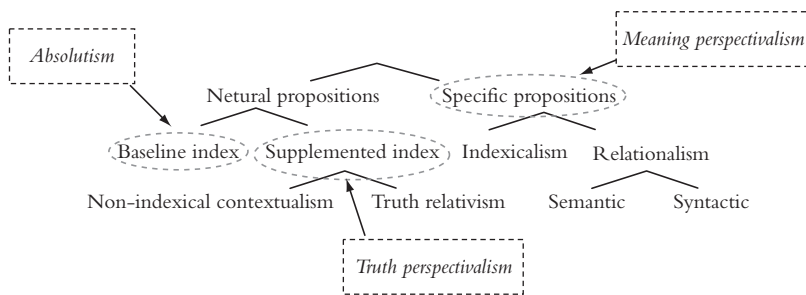 Meaning perspectivalism
Absolutism
Netural propositions Specific propositions
Baseline index Supplemented index Indexicalism Relationalism
Non-indexical contextualism Truth relativism Semantic Syntactic
Truth perspectivalism